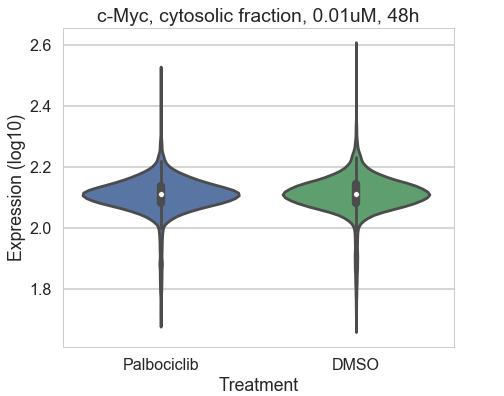 c-Myc, cytosolic fraction, 0.01uM, 48h
2.6
2.4
2.2
2.0
1.8
Expression (log10)
Palbociclib DMSO
Treatment